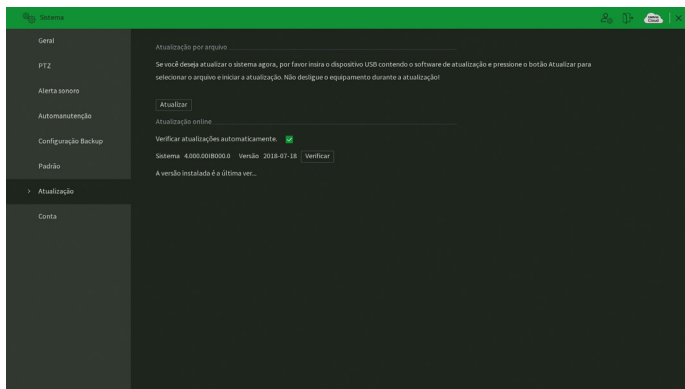 Sistema
Geral
PTZ
Alerta sonoro
Automanutenção
Configuração Backup
Padrão
> Atualização
Conta
Atualização por arquivo
Se você deseja atualizar o sistema agora, por favor insira o dispositivo USB contendo o software de atualização e pressione o botão Atualizar para
selecionar o arquivo e iniciar a atualização. Não desligue o equipamento durante a atualização!
Atualizar
Atualização online
Verificar atualizações automaticamente.
Sistema 4.000.00IB000.0 Versão 2018-07-18 Verificar
A versão instalada é a última ver...